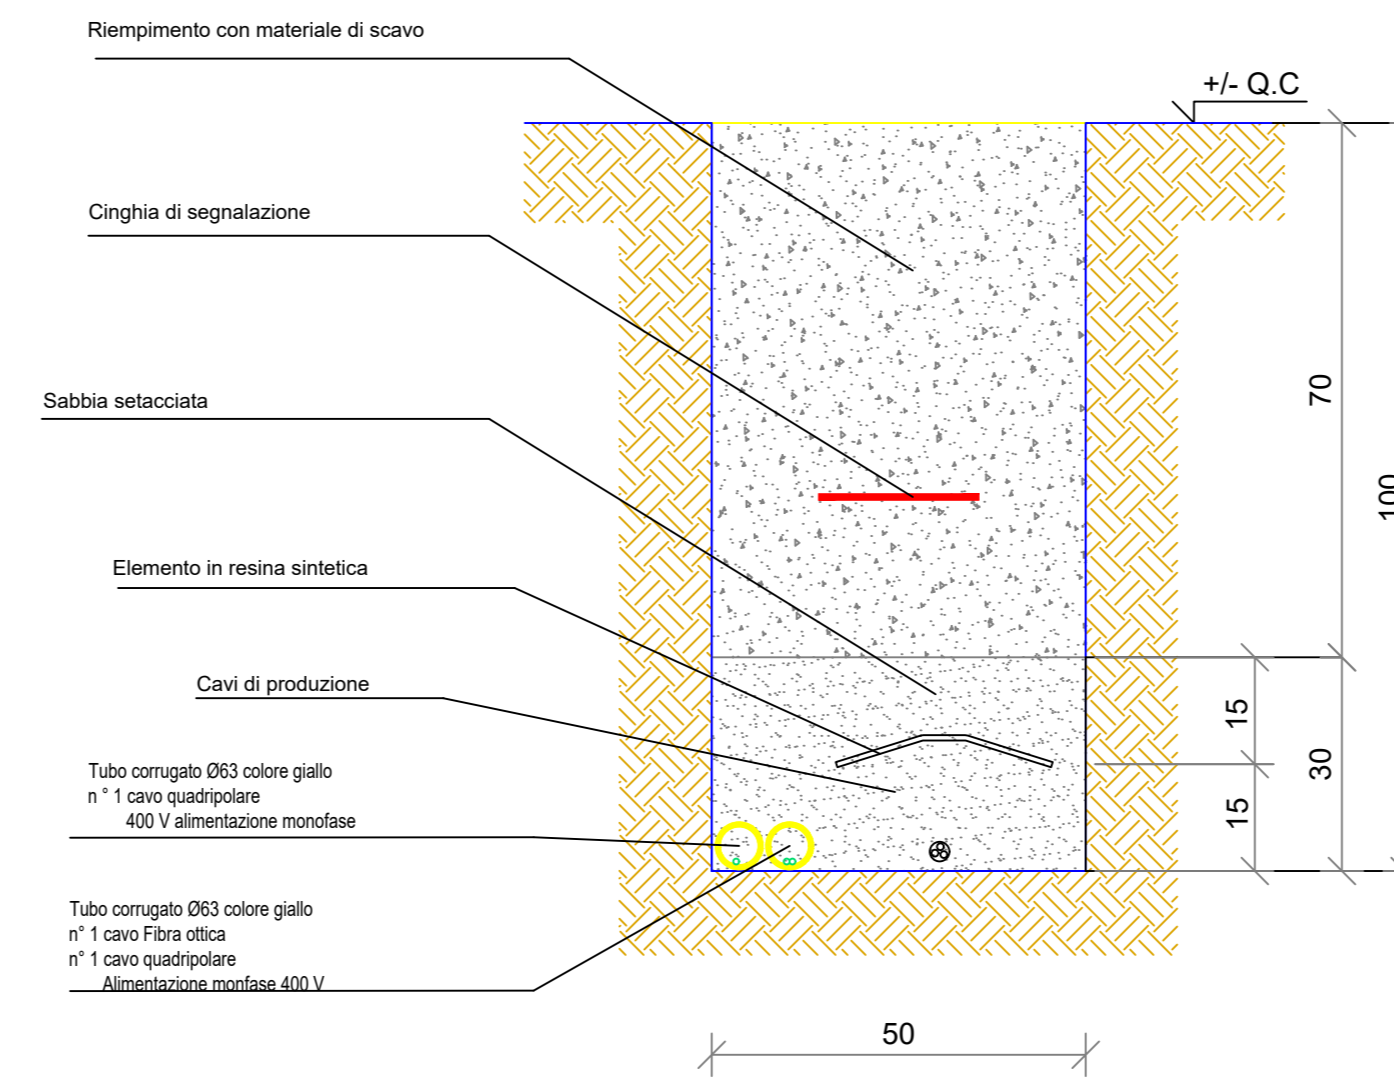 Riempimento con materiale di scavo
+/- Q.C
Cinghia di segnalazione
70
Sabbia setacciata
100
Elemento in resina sintetica
Cavi di produzione
15
30
15
Tubo corrugato Ø63 colore giallo
n ° 1 cavo quadripolare
400 V alimentazione monofase
Tubo corrugato Ø63 colore giallo
n° 1 cavo Fibra ottica
n° 1 cavo quadripolare
Alimentazione monfase 400 V
50